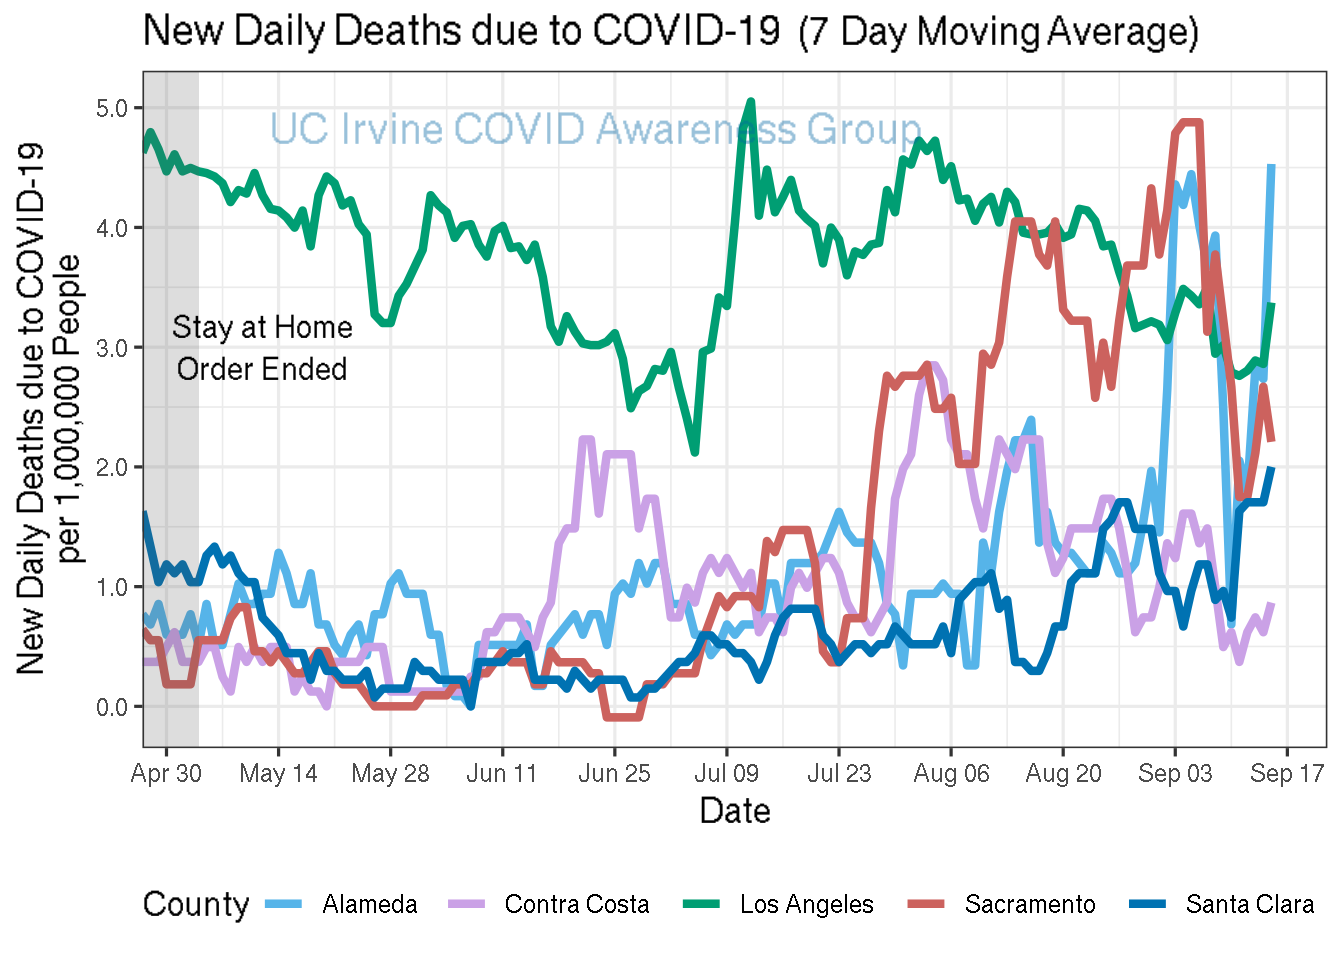 New Daily Deaths due to COVID-19 (7 Day Moving Average)
UC Irvine COVID Awareness Group
New Daily Deaths due to COVID-19
per 1,000,000 People
5.0
4.0
3.0
2.0
1.0
0.0
Stay at Home
Order Ended
Apr 30 May 14 May 28 Jun 11 Jun 25 Jul 09 Jul 23 Aug 06 Aug 20 Sep 03 Sep 17
Date
County Alameda Contra Costa Los Angeles Sacramento Santa Clara